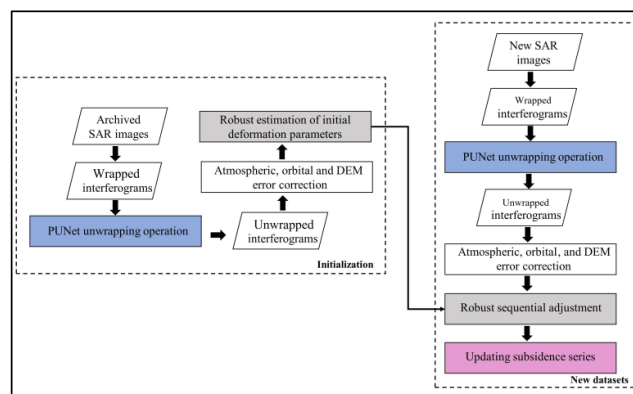 Archived
SAR images
Wrapped
interferograms
PUNet unwrapping operation
Unwrapped
interferograms
Atmospheric, orbital and DEM
error correction
Robust estimation of initial
deformation parameters
Initialization
New SAR
images
Wrapped
interferograms
PUNet unwrapping operation
Unwrapped
interferograms
Atmospheric, orbital, and DEM
error correction
Robust sequential adjustment
Updating subsidence series
New datasets